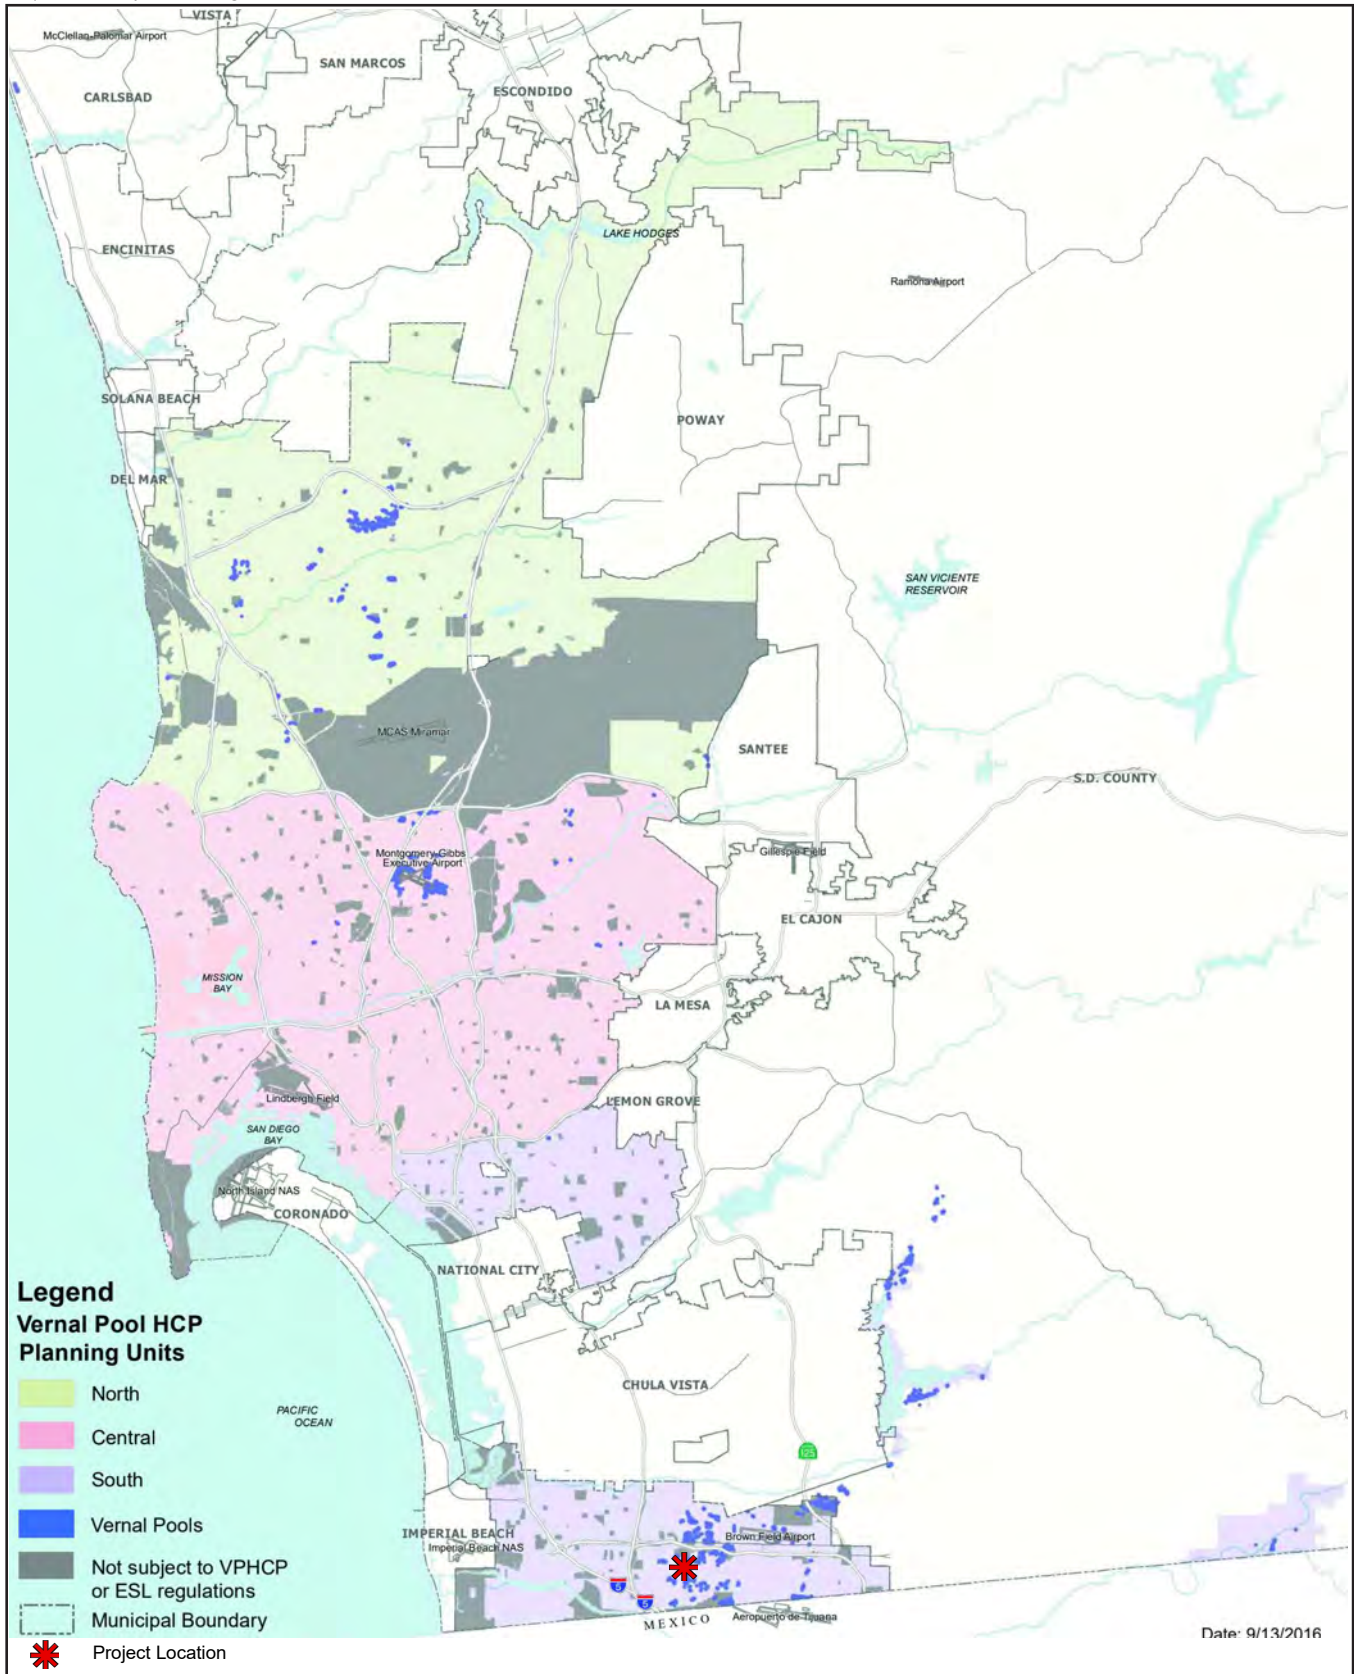 VISTA
McClellan-Palomar Airport
SAN MARCOS
CARLSBAD
ESCONDIDO
LAKE HODGES
ENCINITAS
Ramona Airport
SOLANA BEACH
POWAY
DEL MAR
SAN VICIENTE
RESERVOIR
MCAS Miramar
SANTEE
S.D. COUNTY
Montgomery-Gibbs
Executive Airport
Gillespie Field
EL CAJON
MISSION
BAY
LA MESA
Lindbergh Field
LEMON GROVE
SAN DIEGO
BAY
North Island NAS
CORONADO
NATIONAL CITY
Legend
Vernal Pool HCP
Planning Units
North
Central
South
Vernal Pools
Not subject to VPHCP
or ESL regulations
Municipal Boundary
Project Location
PACIFIC
OCEAN
CHULA VISTA
125
IMPERIAL BEACH
Imperial Beach NAS
Brown Field Airport
5
5
MEXICO
Aeropuerto de Tijuana
Date: 9/13/2016